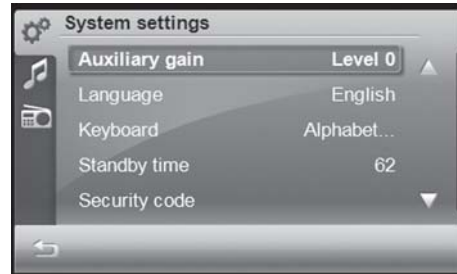 System settings
Auxiliary gain Level 0
Language English
Keyboard Alphabet...
Standby time 62
Security code